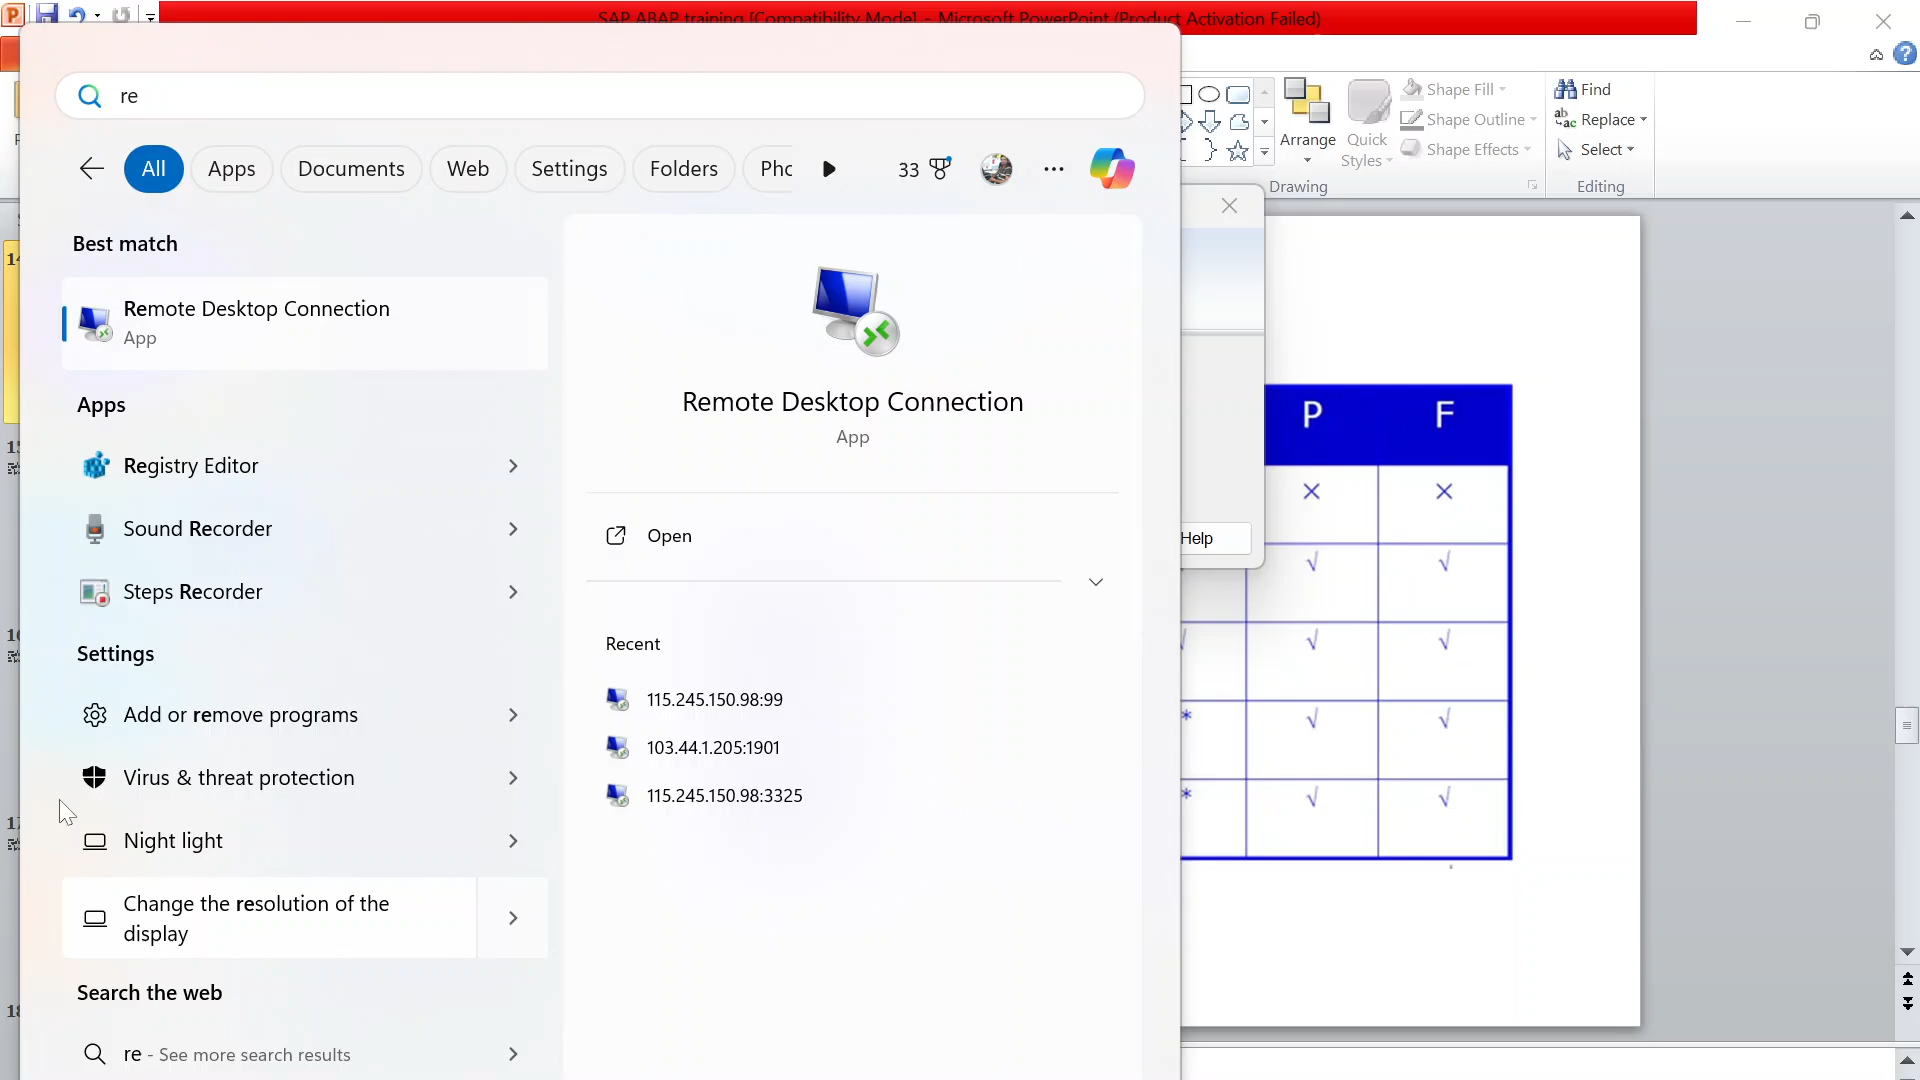 SAP ABAP training [Compatibility Mode] - Microsoft PowerPoint (Product Activation Failed)
re
All
Apps
Documents
Web
Settings
Folders
Phc
33
Best match
Remote Desktop Connection
App
Apps
Registry Editor
Sound Recorder
Steps Recorder
Settings
Add or remove programs
Virus & threat protection
Night light
Change the resolution of the
display
Search the web
re - See more search results
Remote Desktop Connection
App
Open
Recent
115.245.150.98:99
103.44.1.205:1901
115.245.150.98:3325
Arrange
Quick
Styles
Shape Fill
Shape Outline
Shape Effects
Drawing
Find
Replace
Select
Editing
Help
P F
× ×
√ √
√ √ √
* √ √
* √ √
14